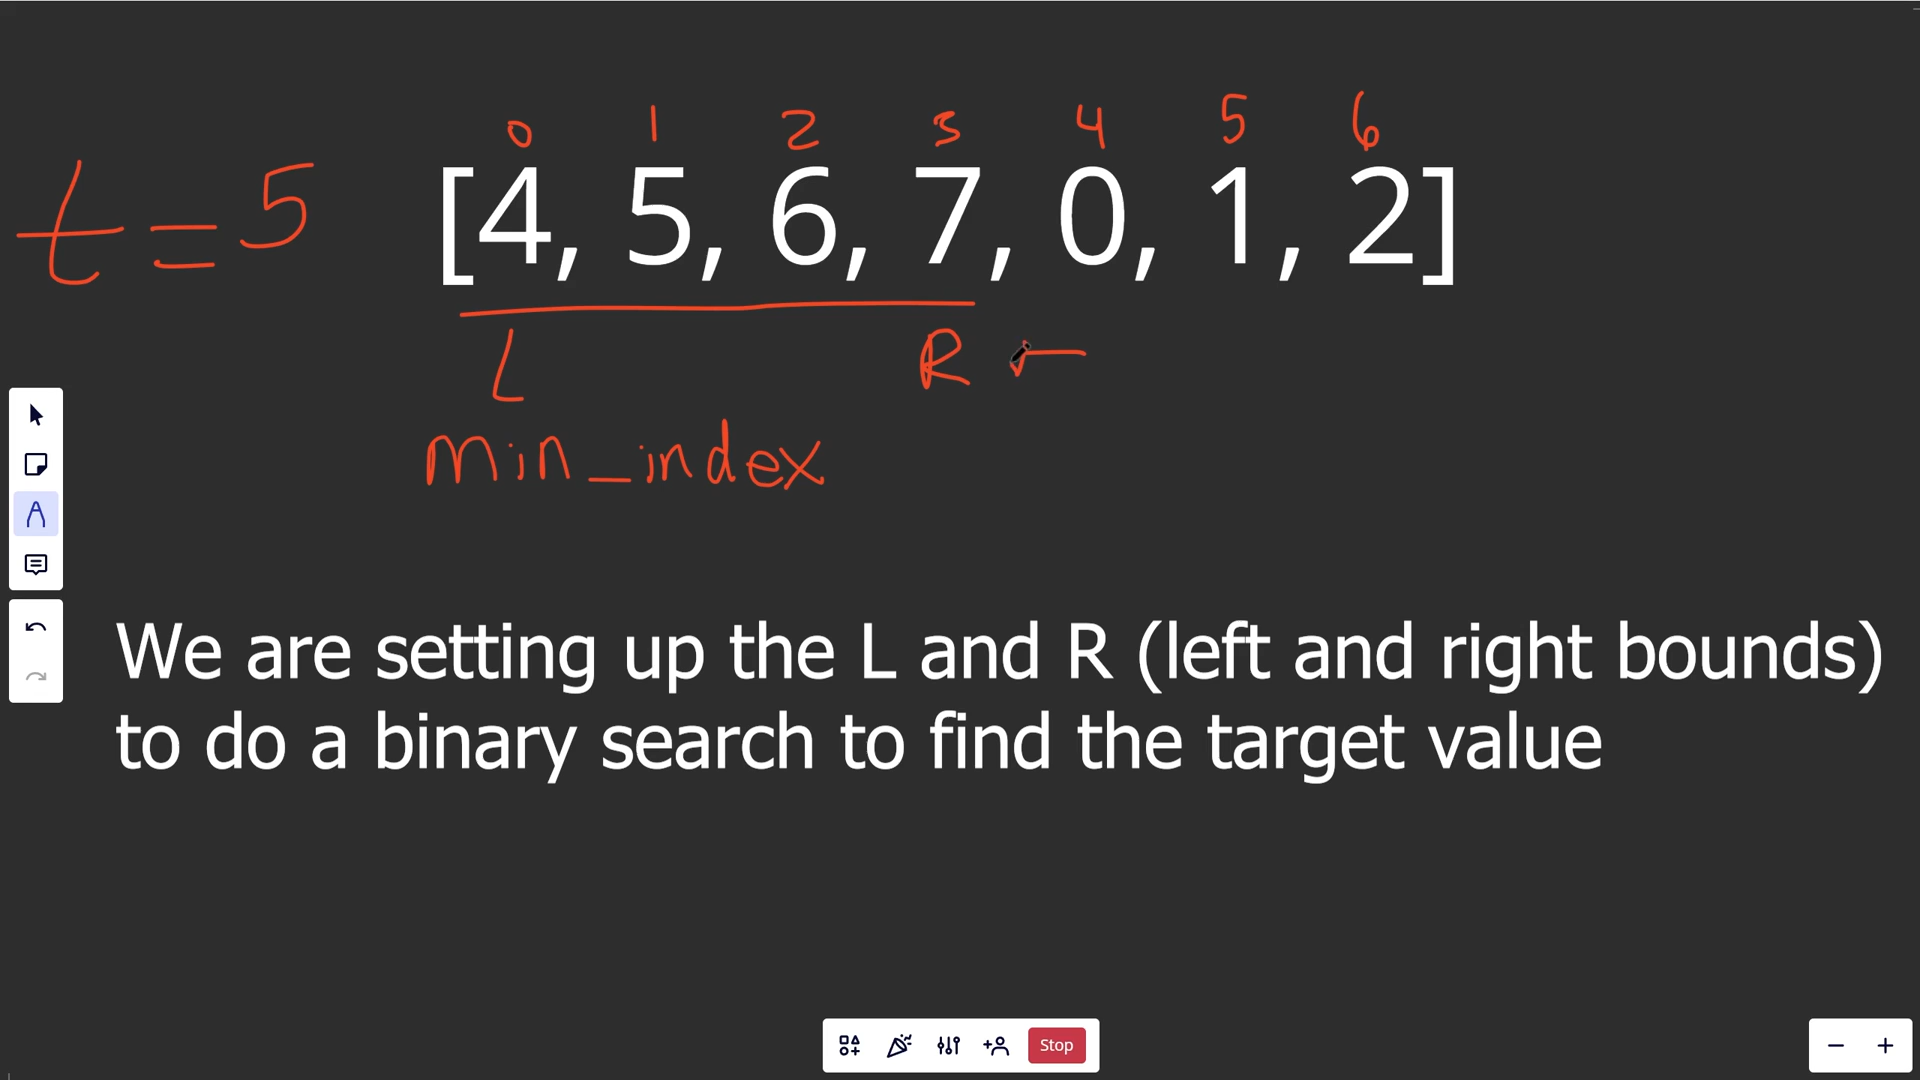 0 1 2 3 4 5 6
t = 5 [4, 5, 6, 7, 0, 1, 2]
L R ←
min_index
We are setting up the L and R (left and right bounds)
to do a binary search to find the target value
Stop